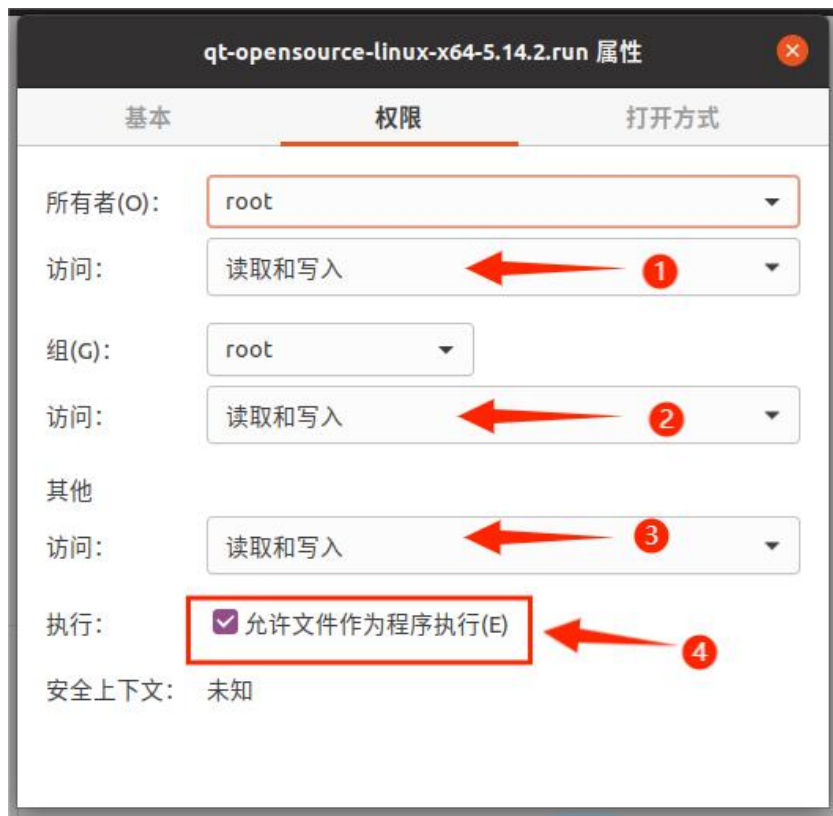 qt-opensource-linux-x64-5.14.2.run 属性
基本 权限 打开方式
所有者(O)： root
访问： 读取和写入 1
组(G)： root
访问： 读取和写入 2
其他
访问： 读取和写入 3
执行： 允许文件作为程序执行(E)
4
安全上下文： 未知